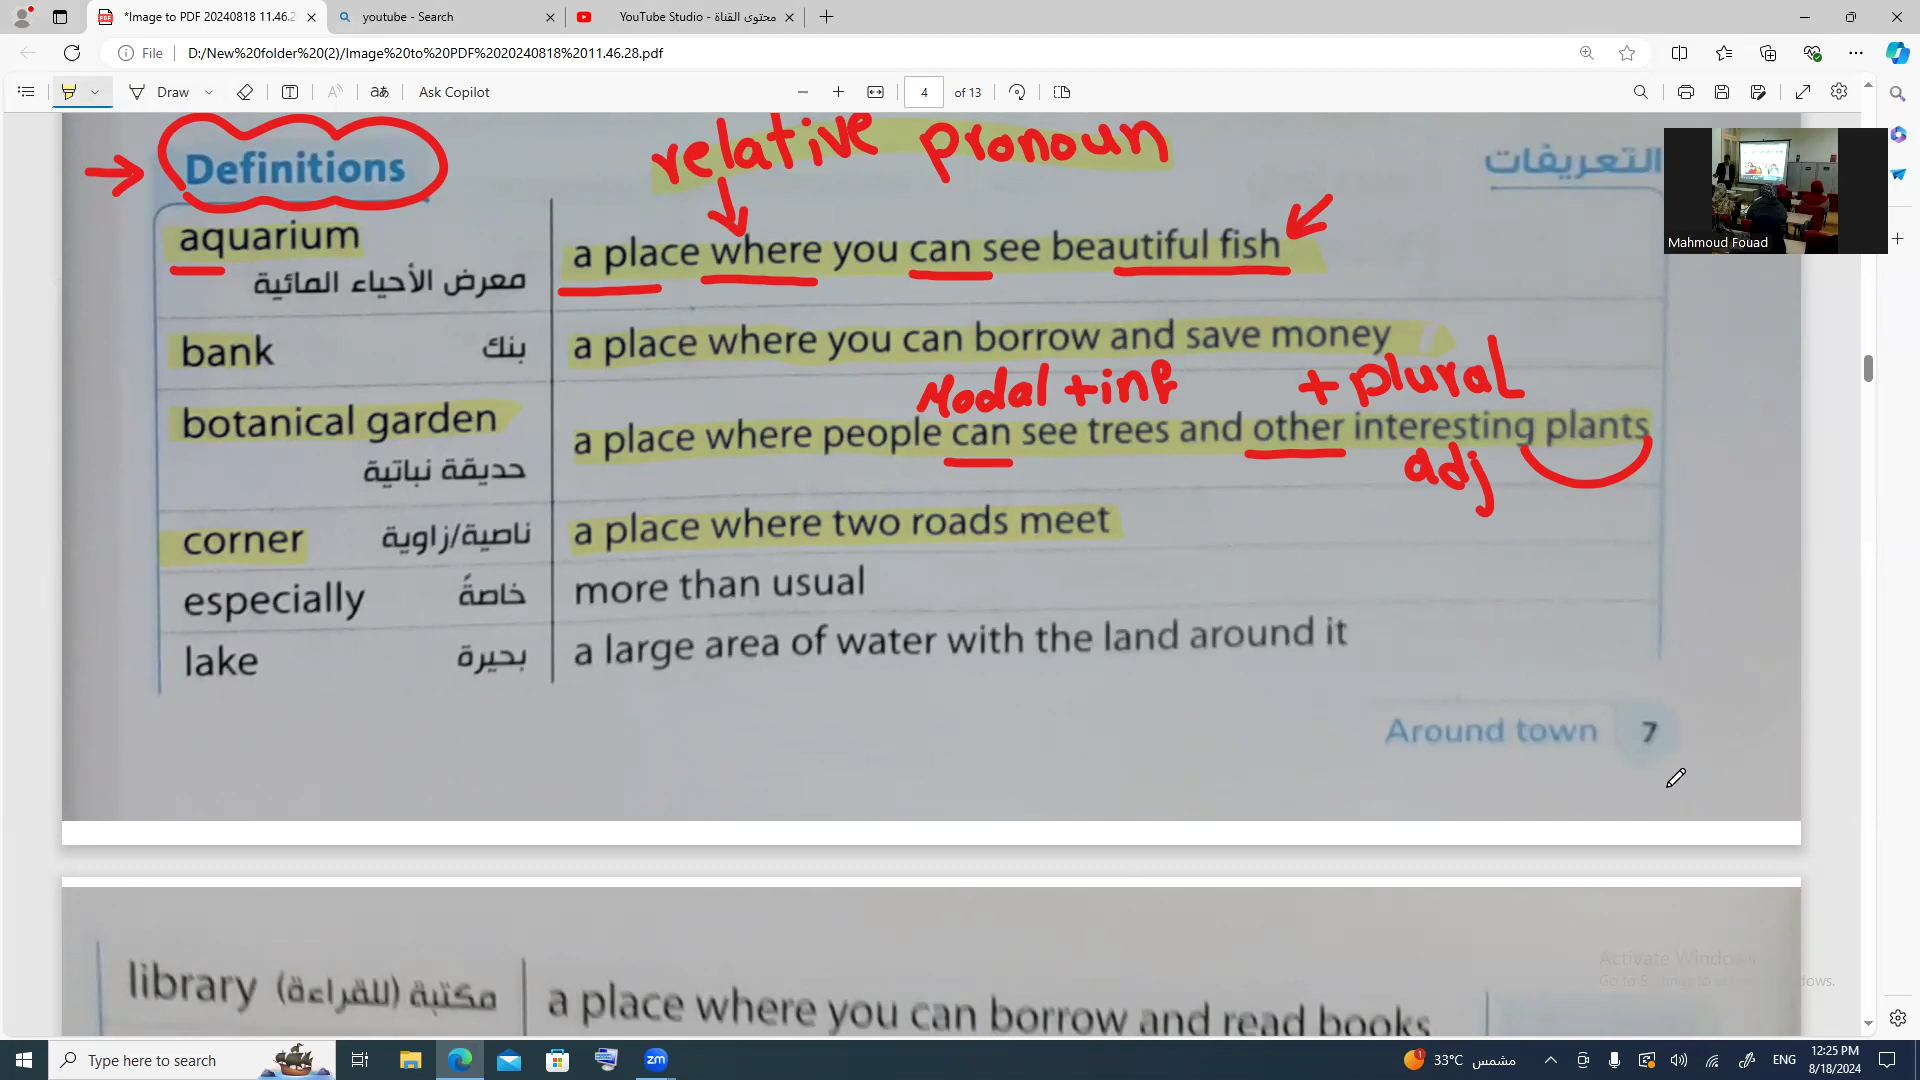 *Image to PDF 20240818 11.46.2
youtube - Search
YouTube Studio - محتوى القناة
File
D:/New%20folder%20(2)/Image%20to%20PDF%2020240818%2011.46.28.pdf
Draw
aあ
Ask Copilot
4
of 13
relative pronoun
Definitions
التعريفات
Mahmoud Fouad
aquarium
معرض الأحياء المائية
a place where you can see beautiful fish
bank
بنك
a place where you can borrow and save money
Modal + inf
+ plural
botanical garden
حديقة نباتية
a place where people can see trees and other interesting plants
adj
corner
ناصية/زاوية
a place where two roads meet
especially
خاصةً
more than usual
lake
بحيرة
a large area of water with the land around it
Around town
7
Activate Windows
library
مكتبة (للقراءة)
a place where you can borrow and read books
Type here to search
zm
33°C مشمس
ENG
12:25 PM
8/18/2024